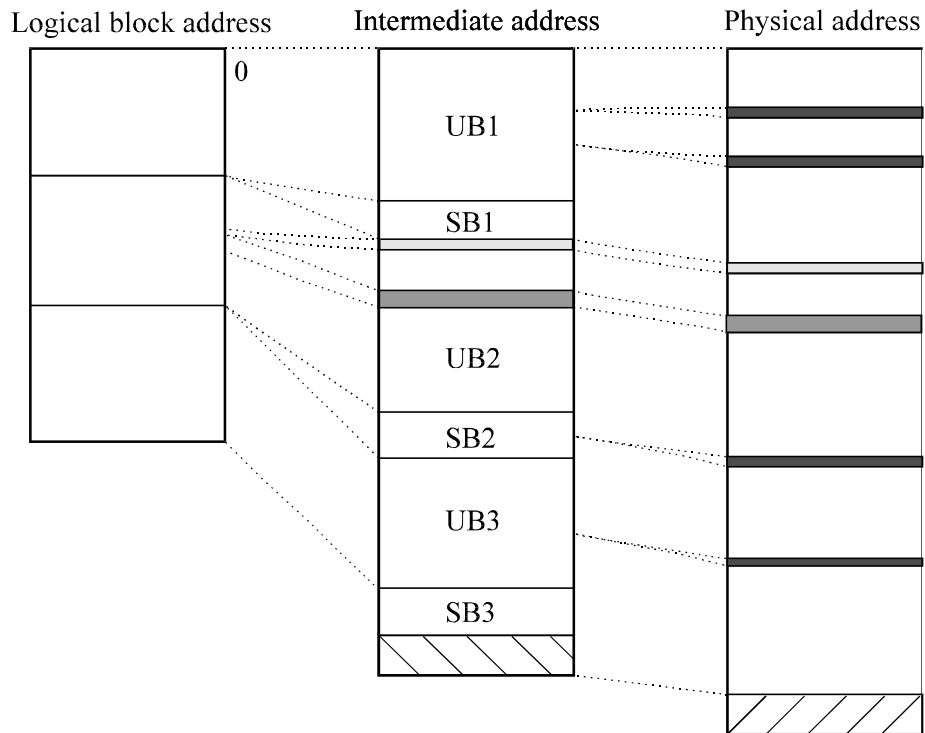 Logical block address
Intermediate address
Physical address
0
UB1
SB1
UB2
SB2
UB3
SB3